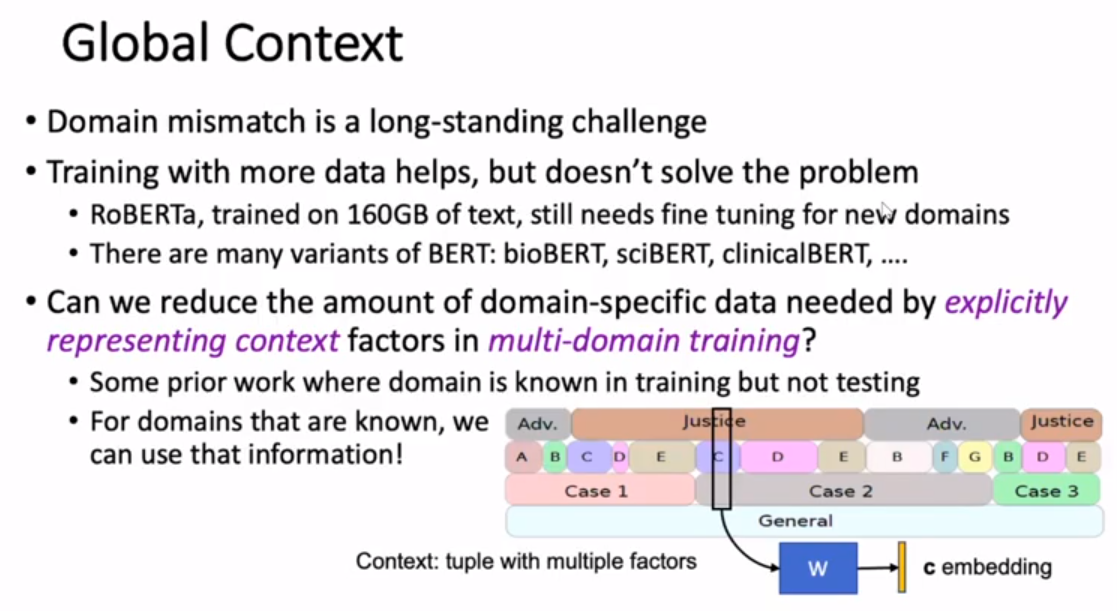 Global Context
• Domain mismatch is a long-standing challenge
• Training with more data helps, but doesn't solve the problem
• RoBERTa, trained on 160GB of text, still needs fine tuning for new domains
• There are many variants of BERT: bioBERT, sciBERT, clinicalBERT, ....
• Can we reduce the amount of domain-specific data needed by explicitly
representing context factors in multi-domain training?
• Some prior work where domain is known in training but not testing
• For domains that are known, we
can use that information!
Adv. Justice Adv. Justice
A B C D E C D E B F G B D E
Case 1 Case 2 Case 3
General
Context: tuple with multiple factors
W
c embedding